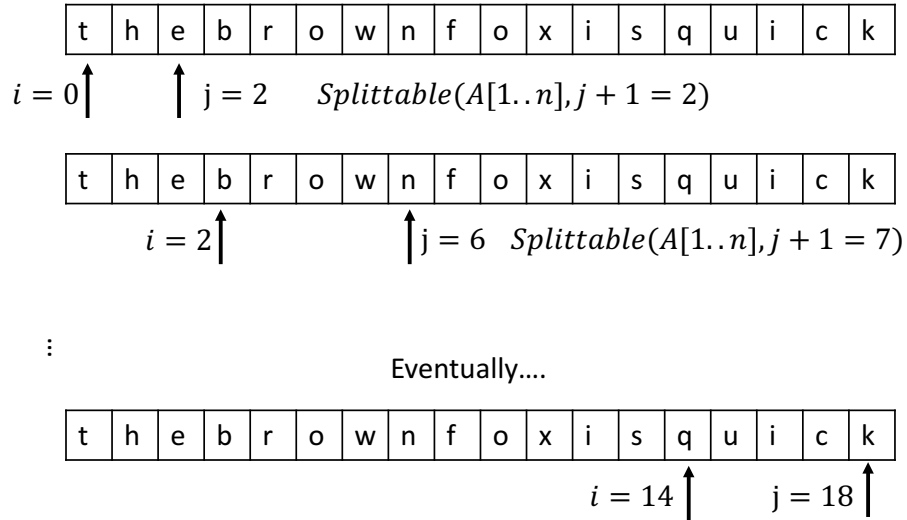 t h e b r o w n f o x i s q u i c k
i = 0 j = 2 Splittable(A[1..n], j + 1 = 2)
t h e b r o w n f o x i s q u i c k
i = 2 j = 6 Splittable(A[1..n], j + 1 = 7)
⋮
Eventually….
t h e b r o w n f o x i s q u i c k
i = 14 j = 18